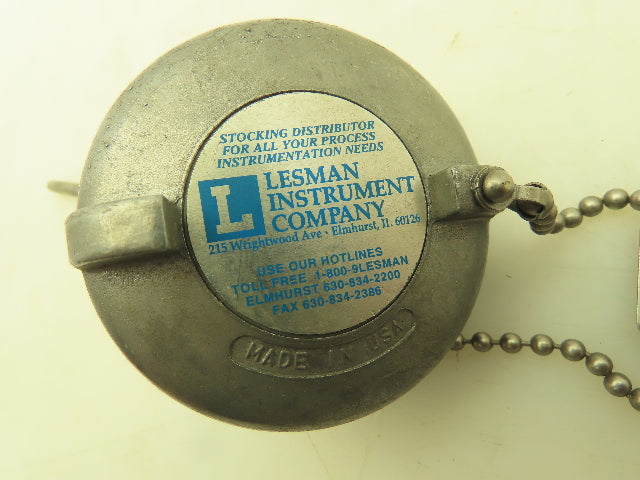 STOCKING DISTRIBUTOR
FOR ALL YOUR PROCESS
INSTRUMENTATION NEEDS
L
LESMAN
INSTRUMENT
COMPANY
215 Wrightwood Ave • Elmhurst, IL 60126
USE OUR HOTLINES
TOLL FREE 1-800-9LESMAN
ELMHURST 630-834-2200
FAX 630-834-2386
MADE IN USA